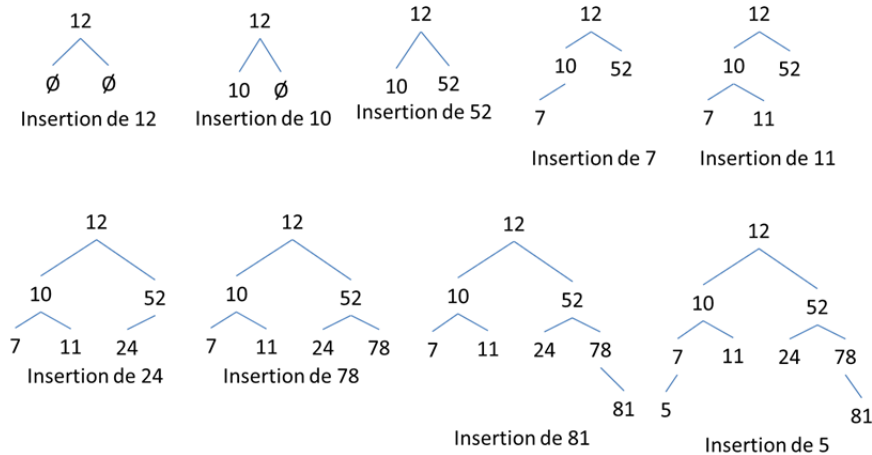 12
Ø Ø
Insertion de 12
12
10 Ø
Insertion de 10
12
10 52
Insertion de 52
12
10 52
7
Insertion de 7
12
10 52
7 11
Insertion de 11
12
10 52
7 11 24
Insertion de 24
12
10 52
7 11 24 78
Insertion de 78
12
10 52
7 11 24 78
81
Insertion de 81
12
10 52
7 11 24 78
5 81
Insertion de 5